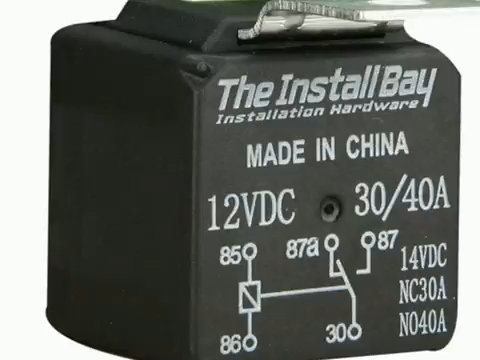 The Install Bay
Installation Hardware
MADE IN CHINA
12VDC 30/40A
85 87a 87
14VDC
NC30A
NO40A
86 30